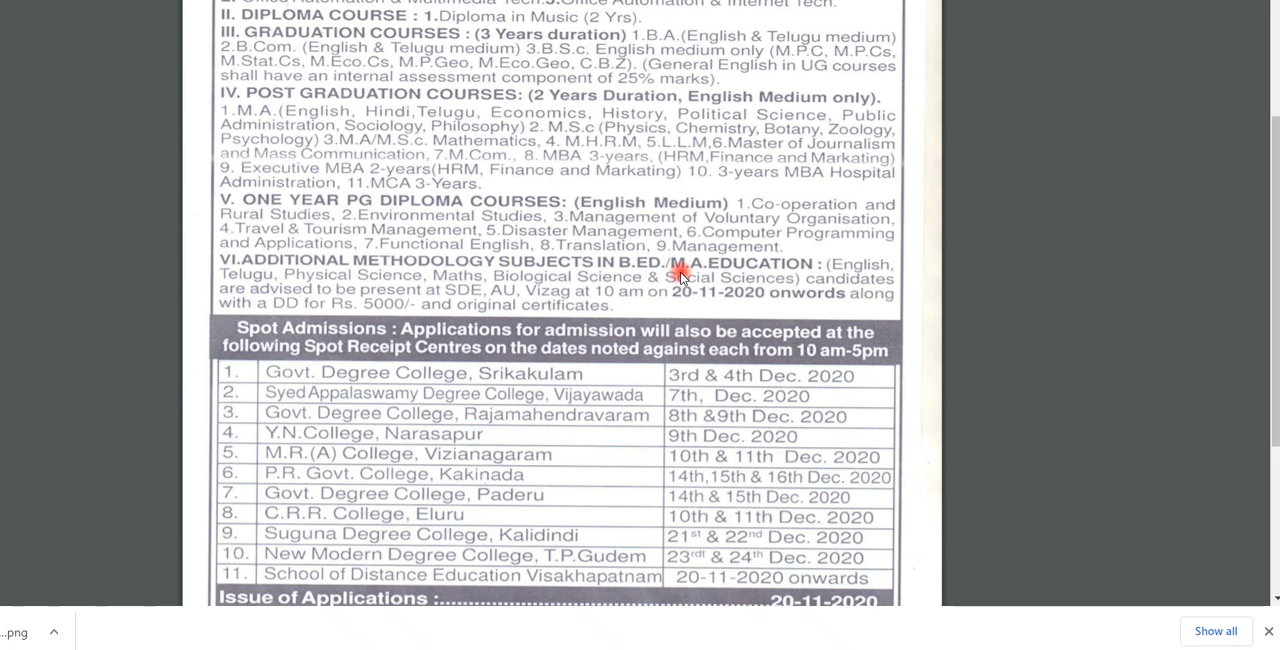 II. DIPLOMA COURSE : 1.Diploma in Music (2 Yrs).
III. GRADUATION COURSES : (3 Years duration) 1.B.A.(English & Telugu medium)
2.B.Com. (English & Telugu medium) 3.B.S.c. English medium only (M.P.C, M.P.Cs,
M.Stat.Cs, M.Eco.Cs, M.P.Geo, M.Eco.Geo, C.B.Z). (General English in UG courses
shall have an internal assessment component of 25% marks).
IV. POST GRADUATION COURSES: (2 Years Duration, English Medium only).
1.M.A.(English, Hindi,Telugu, Economics, History, Political Science, Public
Administration, Sociology, Philosophy) 2. M.S.c (Physics, Chemistry, Botany, Zoology,
Psychology) 3.M.A/M.S.c. Mathematics, 4. M.H.R.M, 5.L.L.M,6.Master of Journalism
and Mass Communication, 7.M.Com., 8. MBA 3-years, (HRM,Finance and Markating)
9. Executive MBA 2-years(HRM, Finance and Markating) 10. 3-years MBA Hospital
Administration, 11.MCA 3-Years.
V. ONE YEAR PG DIPLOMA COURSES: (English Medium) 1.Co-operation and
Rural Studies, 2.Environmental Studies, 3.Management of Voluntary Organisation,
4.Travel & Tourism Management, 5.Disaster Management, 6.Computer Programming
and Applications, 7.Functional English, 8.Translation, 9.Management.
VI.ADDITIONAL METHODOLOGY SUBJECTS IN B.ED./M.A.EDUCATION : (English,
Telugu, Physical Science, Maths, Biological Science & Social Sciences) candidates
are advised to be present at SDE, AU, Vizag at 10 am on 20-11-2020 onwords along
with a DD for Rs. 5000/- and original certificates.
Spot Admissions : Applications for admission will also be accepted at the
following Spot Receipt Centres on the dates noted against each from 10 am-5pm
1. Govt. Degree College, Srikakulam 3rd & 4th Dec. 2020
2. Syed Appalaswamy Degree College, Vijayawada 7th, Dec. 2020
3. Govt. Degree College, Rajamahendravaram 8th &9th Dec. 2020
4. Y.N.College, Narasapur 9th Dec. 2020
5. M.R.(A) College, Vizianagaram 10th & 11th Dec. 2020
6. P.R. Govt. College, Kakinada 14th,15th & 16th Dec. 2020
7. Govt. Degree College, Paderu 14th & 15th Dec. 2020
8. C.R.R. College, Eluru 10th & 11th Dec. 2020
9. Suguna Degree College, Kalidindi 21st & 22nd Dec. 2020
10. New Modern Degree College, T.P.Gudem 23rdt & 24th Dec. 2020
11. School of Distance Education Visakhapatnam 20-11-2020 onwards
Issue of Applications :..................................................20-11-2020
...png
Show all